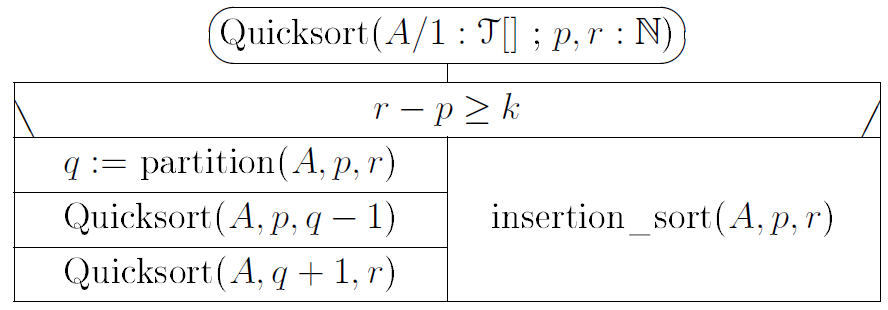 Quicksort(A/1 : 𝒯[] ; p, r : ℕ)
r − p ≥ k
q := partition(A, p, r)
Quicksort(A, p, q − 1)
insertion_sort(A, p, r)
Quicksort(A, q + 1, r)